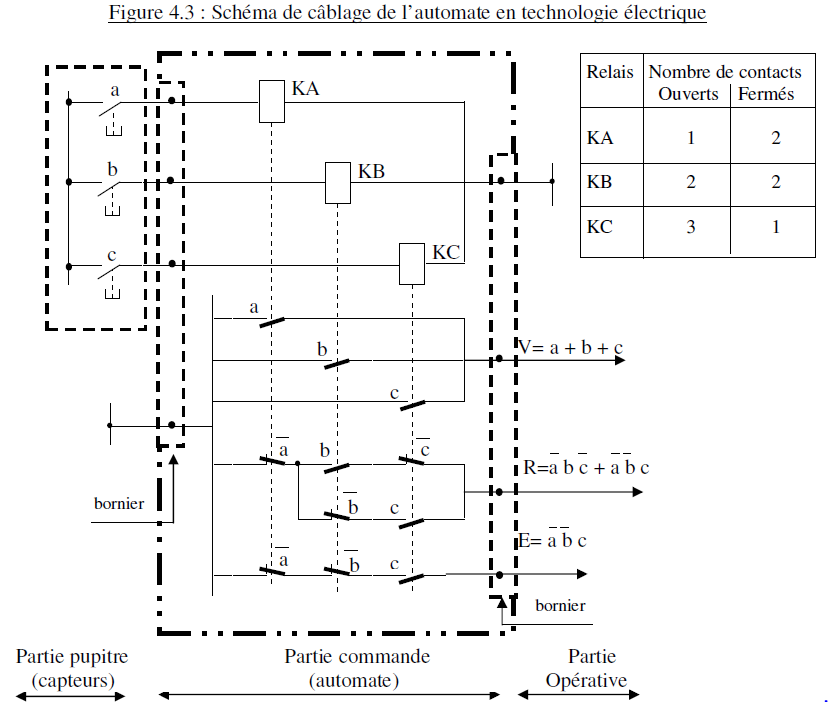 Figure 4.3 : Schéma de câblage de l’automate en technologie électrique
a
KA
b
KB
c
KC
Relais Nombre de contacts
Ouverts Fermés
KA 1 2
KB 2 2
KC 3 1
a
b
c
V= a + b + c
a̅ b c̅
R=a̅ b c̅ + a̅ b̅ c
b̅ c
E= a̅ b̅ c
a̅ b̅ c
bornier
bornier
Partie pupitre
(capteurs)
Partie commande
(automate)
Partie
Opérative